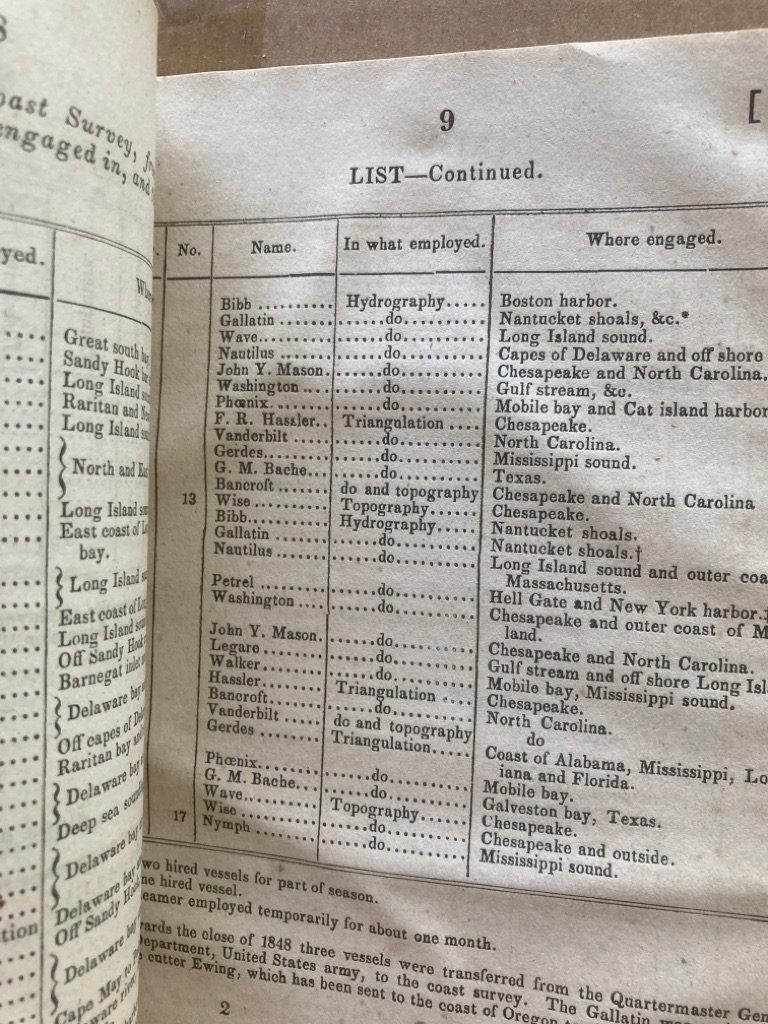 Survey,
engaged in, and
Great south
Sandy Hook
Long Island
Raritan and
Long Island
North and
Long Island
East coast of
bay.
Long Island
East coast of
Long Island
Off Sandy Hook
Barnegat inlet
Delaware bay
Off capes of
Raritan bay
Delaware bay
Deep sea
Delaware bay
Delaware bay
Off Sandy
Delaware bay
Cape May to
9 [
LIST—Continued.
No. Name. In what employed. Where engaged.
Bibb .......... Hydrography..... Boston harbor.
Gallatin ........ ......do.......... Nantucket shoals, &c.*
Wave........... ......do.......... Long Island sound.
Nautilus ........ ......do.......... Capes of Delaware and off shore
John Y. Mason. ......do.......... Chesapeake and North Carolina.
Washington .... ......do.......... Gulf stream, &c.
Phœnix......... ......do.......... Mobile bay and Cat island harbor
F. R. Hassler.. Triangulation .... Chesapeake.
Vanderbilt ...... ......do.......... North Carolina.
Gerdes......... ......do.......... Mississippi sound.
G. M. Bache... ......do.......... Texas.
Bancroft ....... do and topography Chesapeake and North Carolina
13 Wise .......... Topography...... Chesapeake.
Bibb........... Hydrography..... Nantucket shoals.
Gallatin ........ ......do.......... Nantucket shoals.†
Nautilus ........ ......do.......... Long Island sound and outer
Massachusetts.
Petrel .......... ......do.......... Hell Gate and New York harbor.‡
Washington .... ......do.......... Chesapeake and outer coast of
land.
John Y. Mason. ......do.......... Chesapeake and North Carolina.
Legare ......... ......do.......... Gulf stream and off shore Long
Walker......... ......do.......... Mobile bay, Mississippi sound.
Hassler......... Triangulation .... Chesapeake.
Bancroft........ ......do.......... North Carolina.
Vanderbilt ...... do and topography do
Gerdes ......... Triangulation..... Coast of Alabama, Mississippi,
iana and Florida.
Phœnix......... ......do.......... Mobile bay.
G. M. Bache... ......do.......... Galveston bay, Texas.
Wave........... Topography...... Chesapeake.
Wise ........... ......do.......... Chesapeake and outside.
17 Nymph ......... ......do.......... Mississippi sound.
two hired vessels for part of season.
hired vessel.
employed temporarily for about one month.
the close of 1848 three vessels were transferred from the Quartermaster
Department, United States army, to the coast survey. The Gallatin
cutter Ewing, which has been sent to the coast of Oregon
2